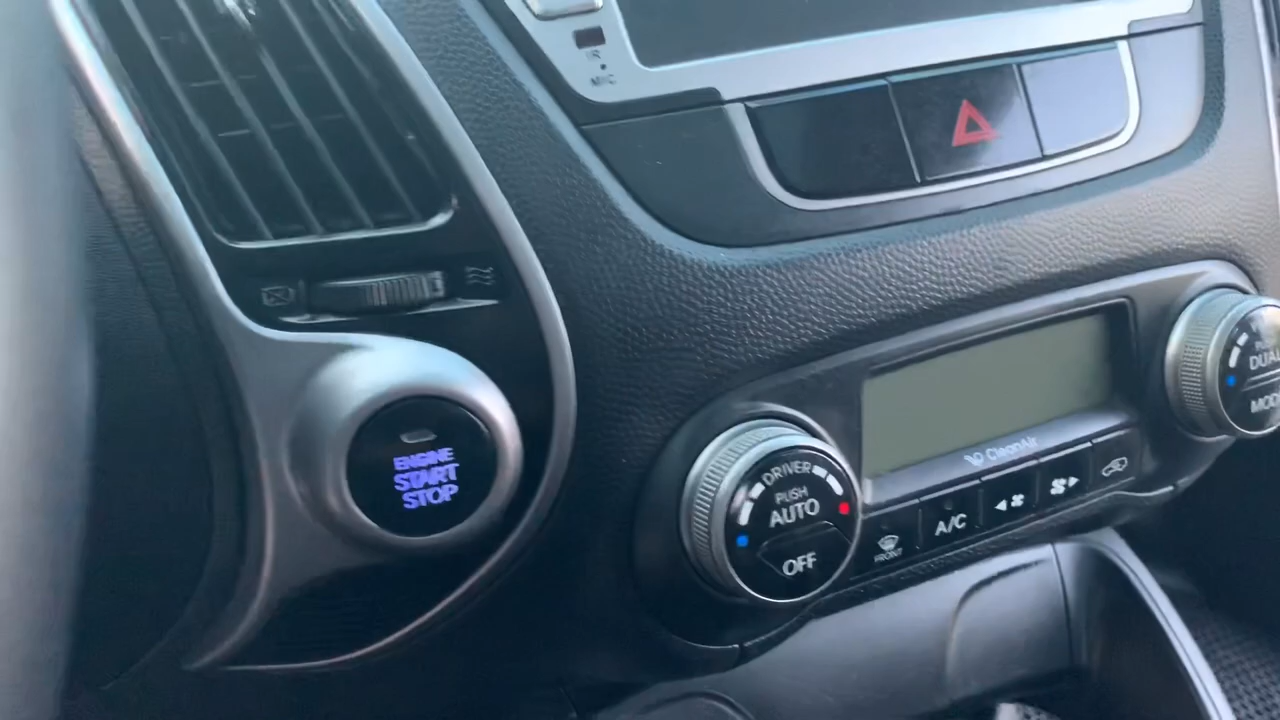 MIC
ENGINE
START
STOP
DRIVER
PUSH
AUTO
OFF
CleanAir
FRONT
A/C
DUAL